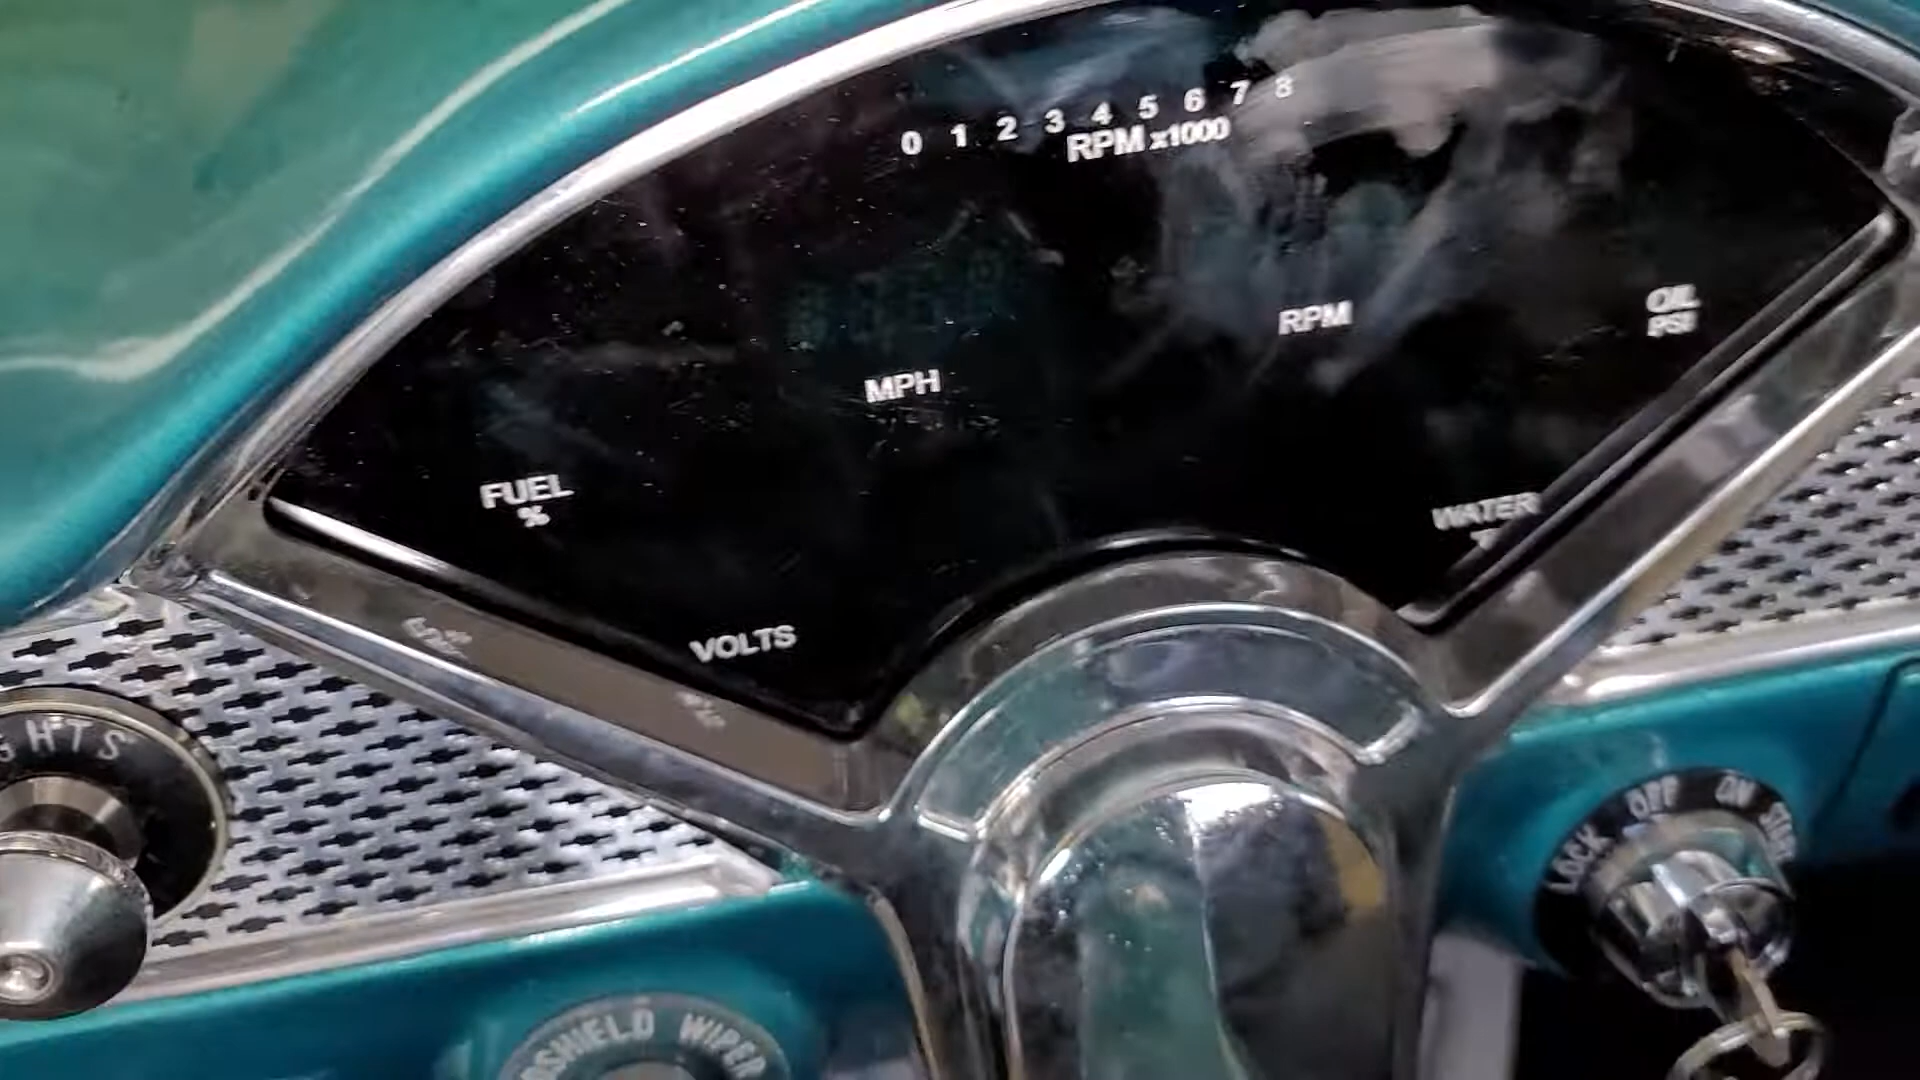 0 1 2 3 4 5 6 7 8
RPM x1000
RPM
OIL
PSI
MPH
FUEL
%
WATER
VOLTS
LOCK OFF ON START
WIPER